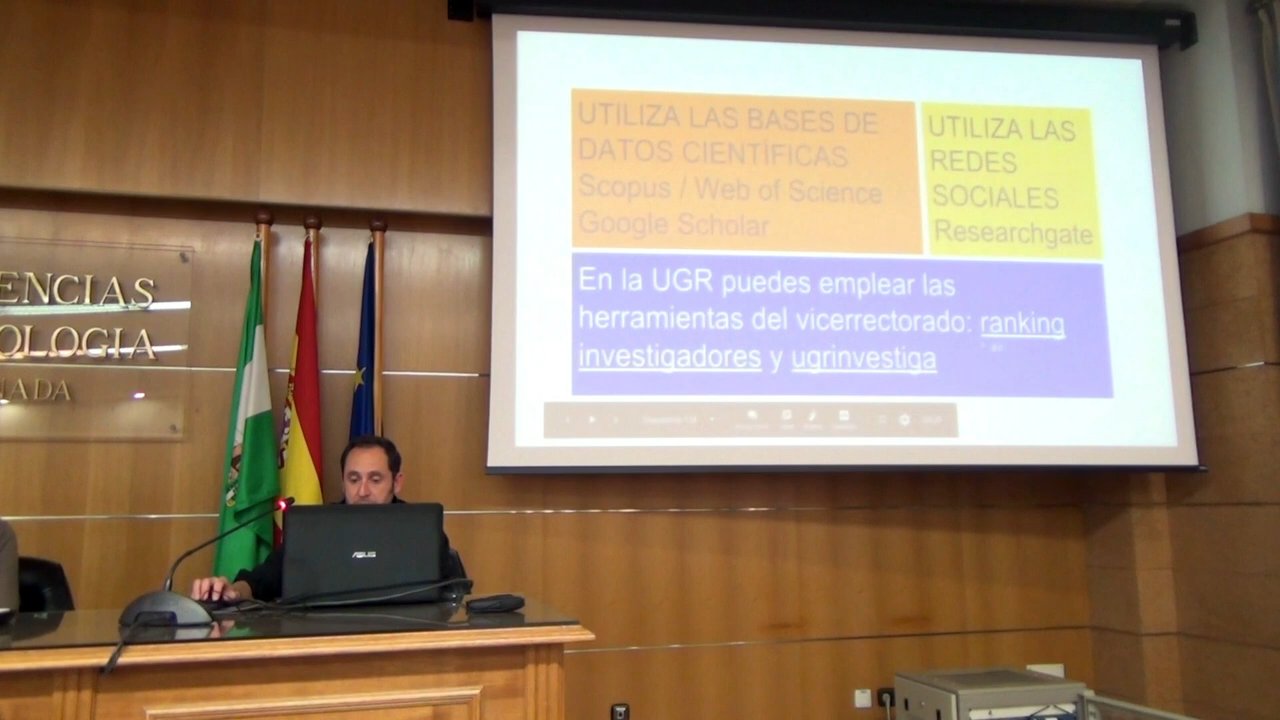 UTILIZA LAS BASES DE
DATOS CIENTÍFICAS
Scopus / Web of Science
Google Scholar
UTILIZA LAS
REDES
SOCIALES
Researchgate
En la UGR puedes emplear las
herramientas del vicerrectorado: ranking
investigadores y ugrinvestiga
ENCIAS
OLOGIA
NADA
ASUS